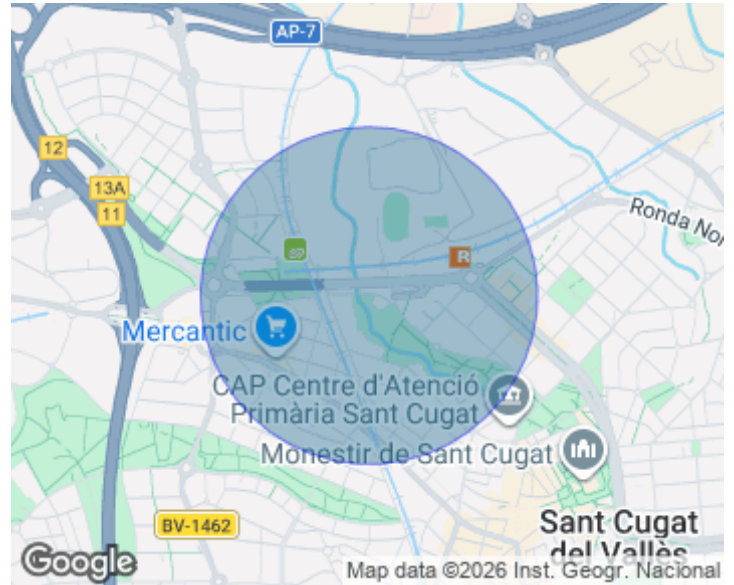 AP-7
12
13A
11
Ronda Nor
R
Mercantic
CAP Centre d'Atenció
Primària Sant Cugat
Monestir de Sant Cugat
BV-1462
Sant Cugat
del Vallès
Google
Map data ©2026 Inst. Geogr. Nacional